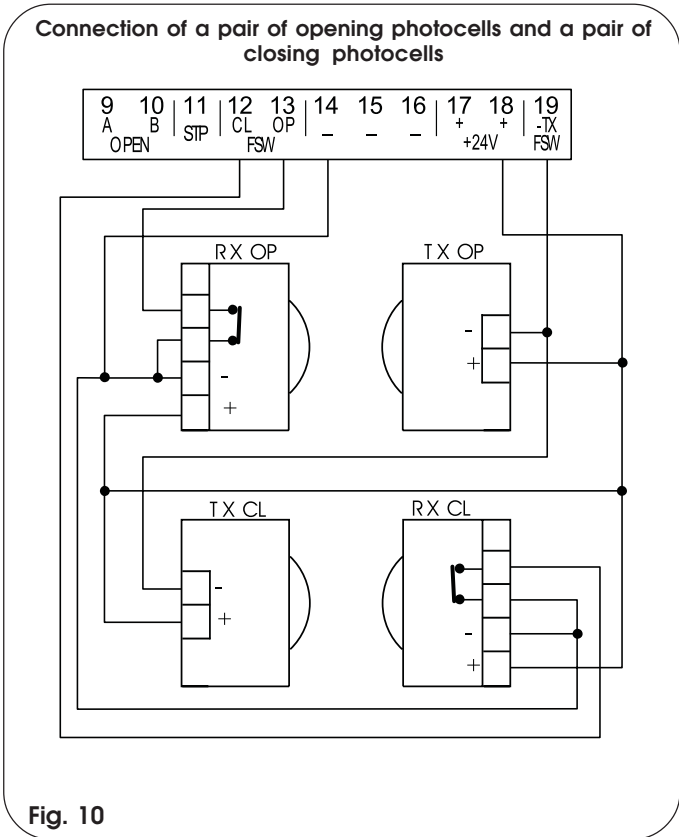 Connection of a pair of opening photocells and a pair of
closing photocells
9 10 11 12 13 14 15 16 17 18 19
A B STP CL OP _ _ _ + + -TX
OPEN FSW +24V FSW
RX OP TX OP
-
+
-
+
TX CL RX CL
-
+
-
+
Fig. 10